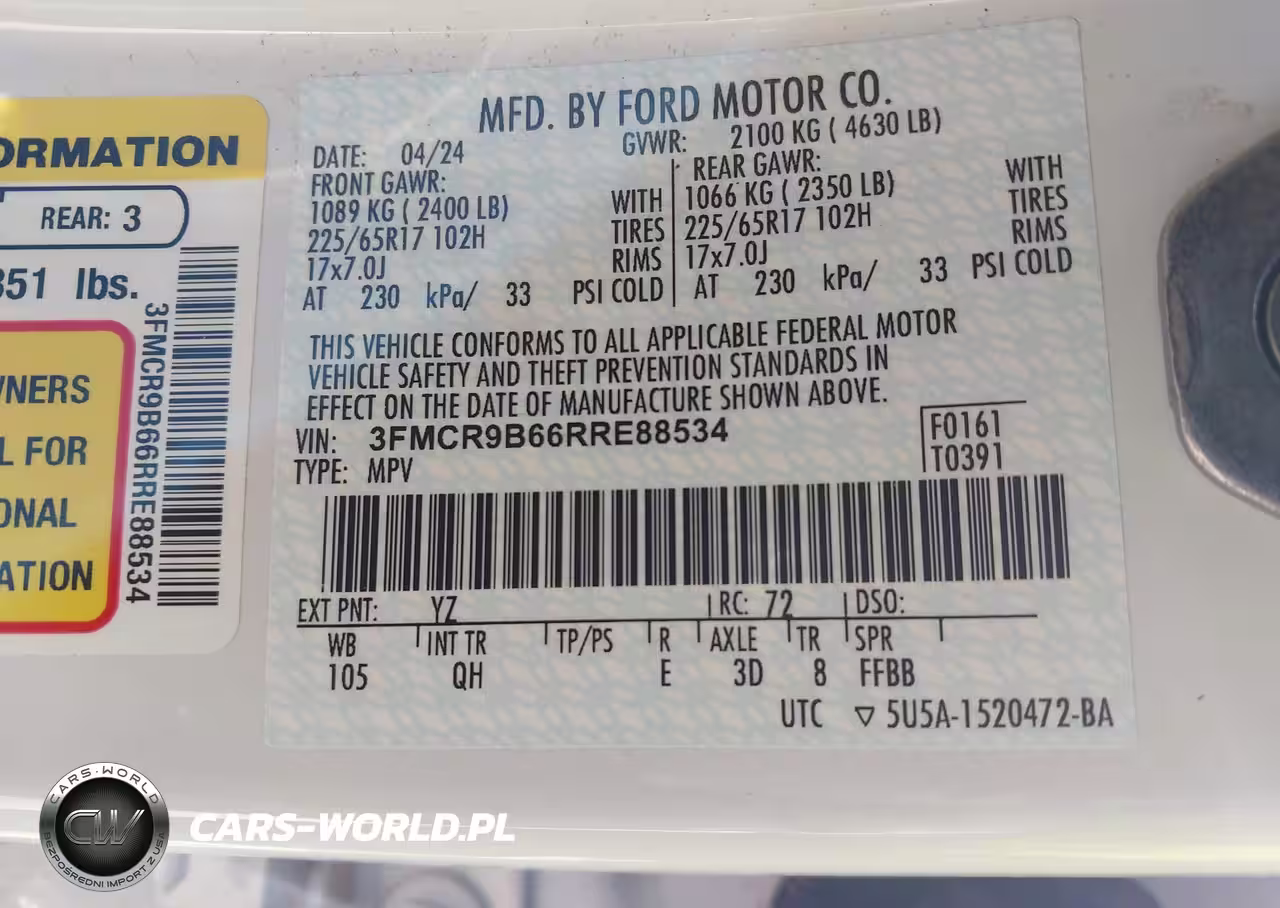 ORMATION
REAR: 3
351 lbs.
WNERS
L FOR
ONAL
ATION
3FMCR9B66RRE88534
MFD. BY FORD MOTOR CO.
DATE: 04/24 GVWR: 2100 KG ( 4630 LB)
FRONT GAWR: REAR GAWR:
1089 KG ( 2400 LB) WITH 1066 KG ( 2350 LB) WITH
225/65R17 102H TIRES 225/65R17 102H TIRES
17x7.0J RIMS 17x7.0J RIMS
AT 230 kPa/ 33 PSI COLD AT 230 kPa/ 33 PSI COLD
THIS VEHICLE CONFORMS TO ALL APPLICABLE FEDERAL MOTOR
VEHICLE SAFETY AND THEFT PREVENTION STANDARDS IN
EFFECT ON THE DATE OF MANUFACTURE SHOWN ABOVE.
VIN: 3FMCR9B66RRE88534 F0161
TYPE: MPV T0391
EXT PNT: YZ RC: 72 DSO:
WB INT TR TP/PS R AXLE TR SPR
105 QH E 3D 8 FFBB
UTC ▽ 5U5A-1520472-BA
CARS-WORLD
CW
BEZPOŚREDNI IMPORT Z USA
CARS-WORLD.PL